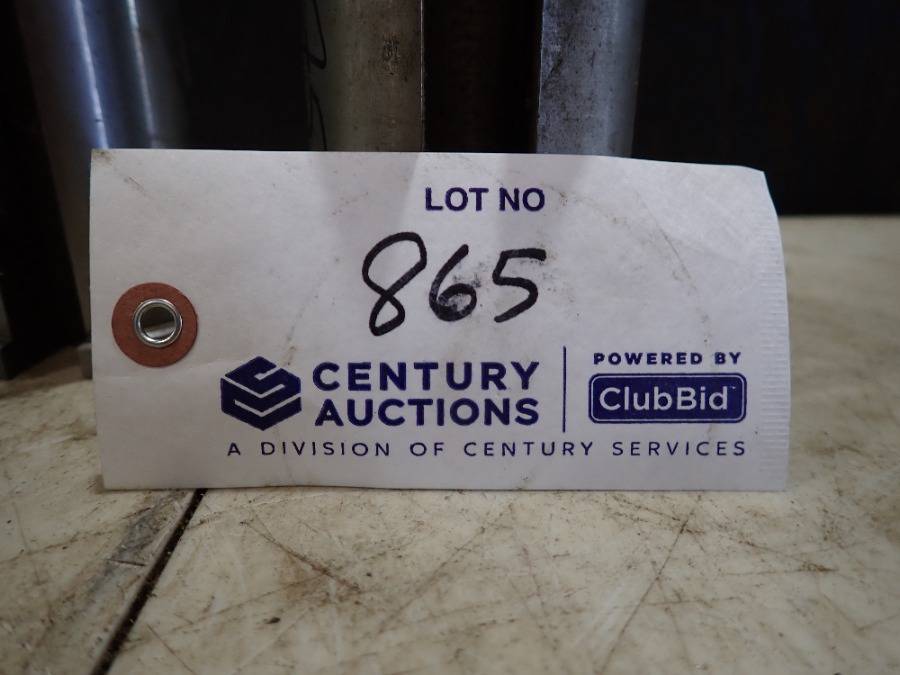 LOT NO
865
CENTURY
AUCTIONS
POWERED BY
ClubBid
A DIVISION OF CENTURY SERVICES